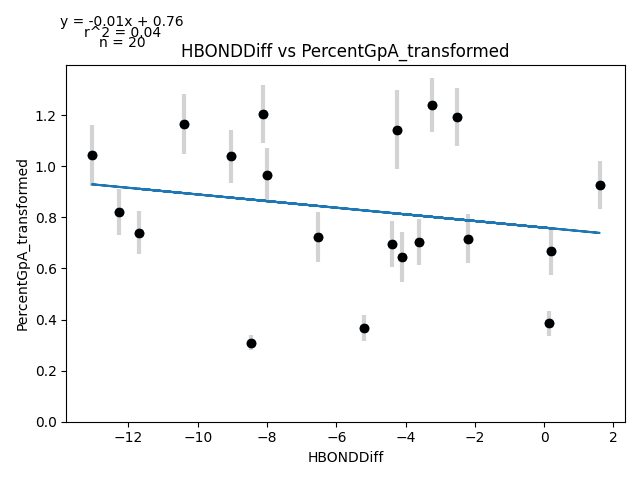 y = -0.01x + 0.76
r^2 = 0.04
n = 20
HBONDDiff vs PercentGpA_transformed
PercentGpA_transformed
1.2
1.0
0.8
0.6
0.4
0.2
0.0
−12 −10 −8 −6 −4 −2 0 2
HBONDDiff